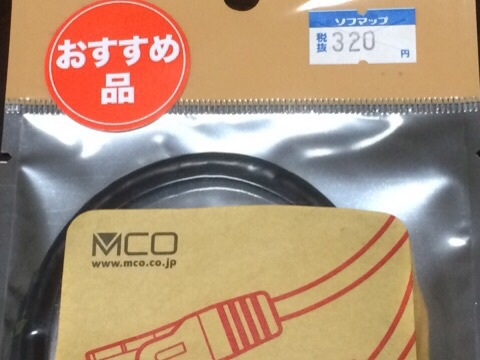 おすすめ
品
ソフマップ
税
抜
320
円
MCO
www.mco.co.jp